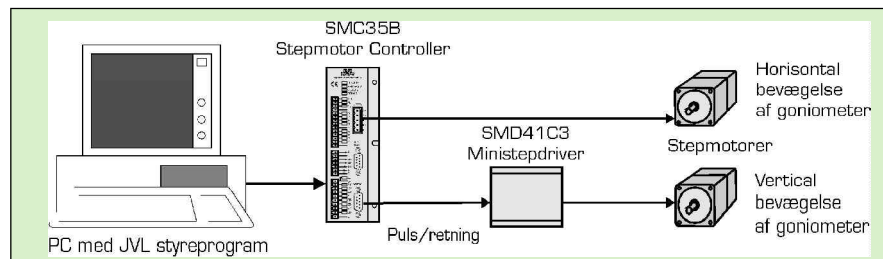 SMC35B
Stepmotor Controller
Horisontal
bevægelse
af goniometer
SMD41C3
Ministepdriver
Stepmotorer
Vertical
bevægelse
af goniometer
Puls/retning
PC med JVL styreprogram